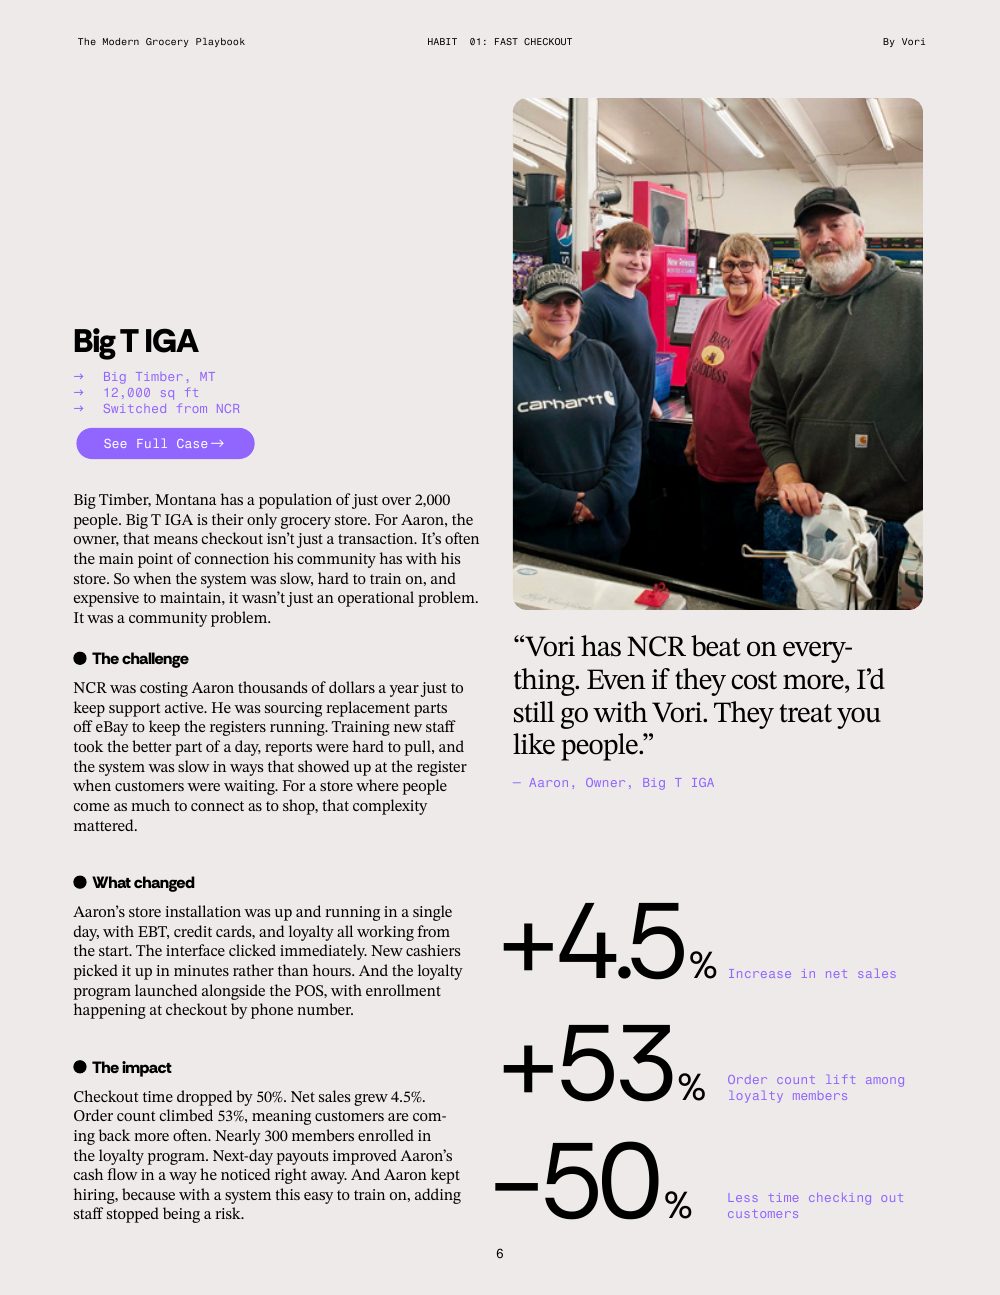 The Modern Grocery Playbook
HABIT 01: FAST CHECKOUT
By Vori
Big T IGA
→ Big Timber, MT
→ 12,000 sq ft
→ Switched from NCR
See Full Case→
Big Timber, Montana has a population of just over 2,000
people. Big T IGA is their only grocery store. For Aaron, the
owner, that means checkout isn’t just a transaction. It’s often
the main point of connection his community has with his
store. So when the system was slow, hard to train on, and
expensive to maintain, it wasn’t just an operational problem.
It was a community problem.
● The challenge
NCR was costing Aaron thousands of dollars a year just to
keep support active. He was sourcing replacement parts
off eBay to keep the registers running. Training new staff
took the better part of a day, reports were hard to pull, and
the system was slow in ways that showed up at the register
when customers were waiting. For a store where people
come as much to connect as to shop, that complexity
mattered.
● What changed
Aaron’s store installation was up and running in a single
day, with EBT, credit cards, and loyalty all working from
the start. The interface clicked immediately. New cashiers
picked it up in minutes rather than hours. And the loyalty
program launched alongside the POS, with enrollment
happening at checkout by phone number.
● The impact
Checkout time dropped by 50%. Net sales grew 4.5%.
Order count climbed 53%, meaning customers are com-
ing back more often. Nearly 300 members enrolled in
the loyalty program. Next-day payouts improved Aaron’s
cash flow in a way he noticed right away. And Aaron kept
hiring, because with a system this easy to train on, adding
staff stopped being a risk.
pepsi
New Release
carhartt
BARN
GODDESS
“Vori has NCR beat on every-
thing. Even if they cost more, I’d
still go with Vori. They treat you
like people.”
— Aaron, Owner, Big T IGA
+4.5%
Increase in net sales
+53%
Order count lift among
loyalty members
–50%
Less time checking out
customers
6